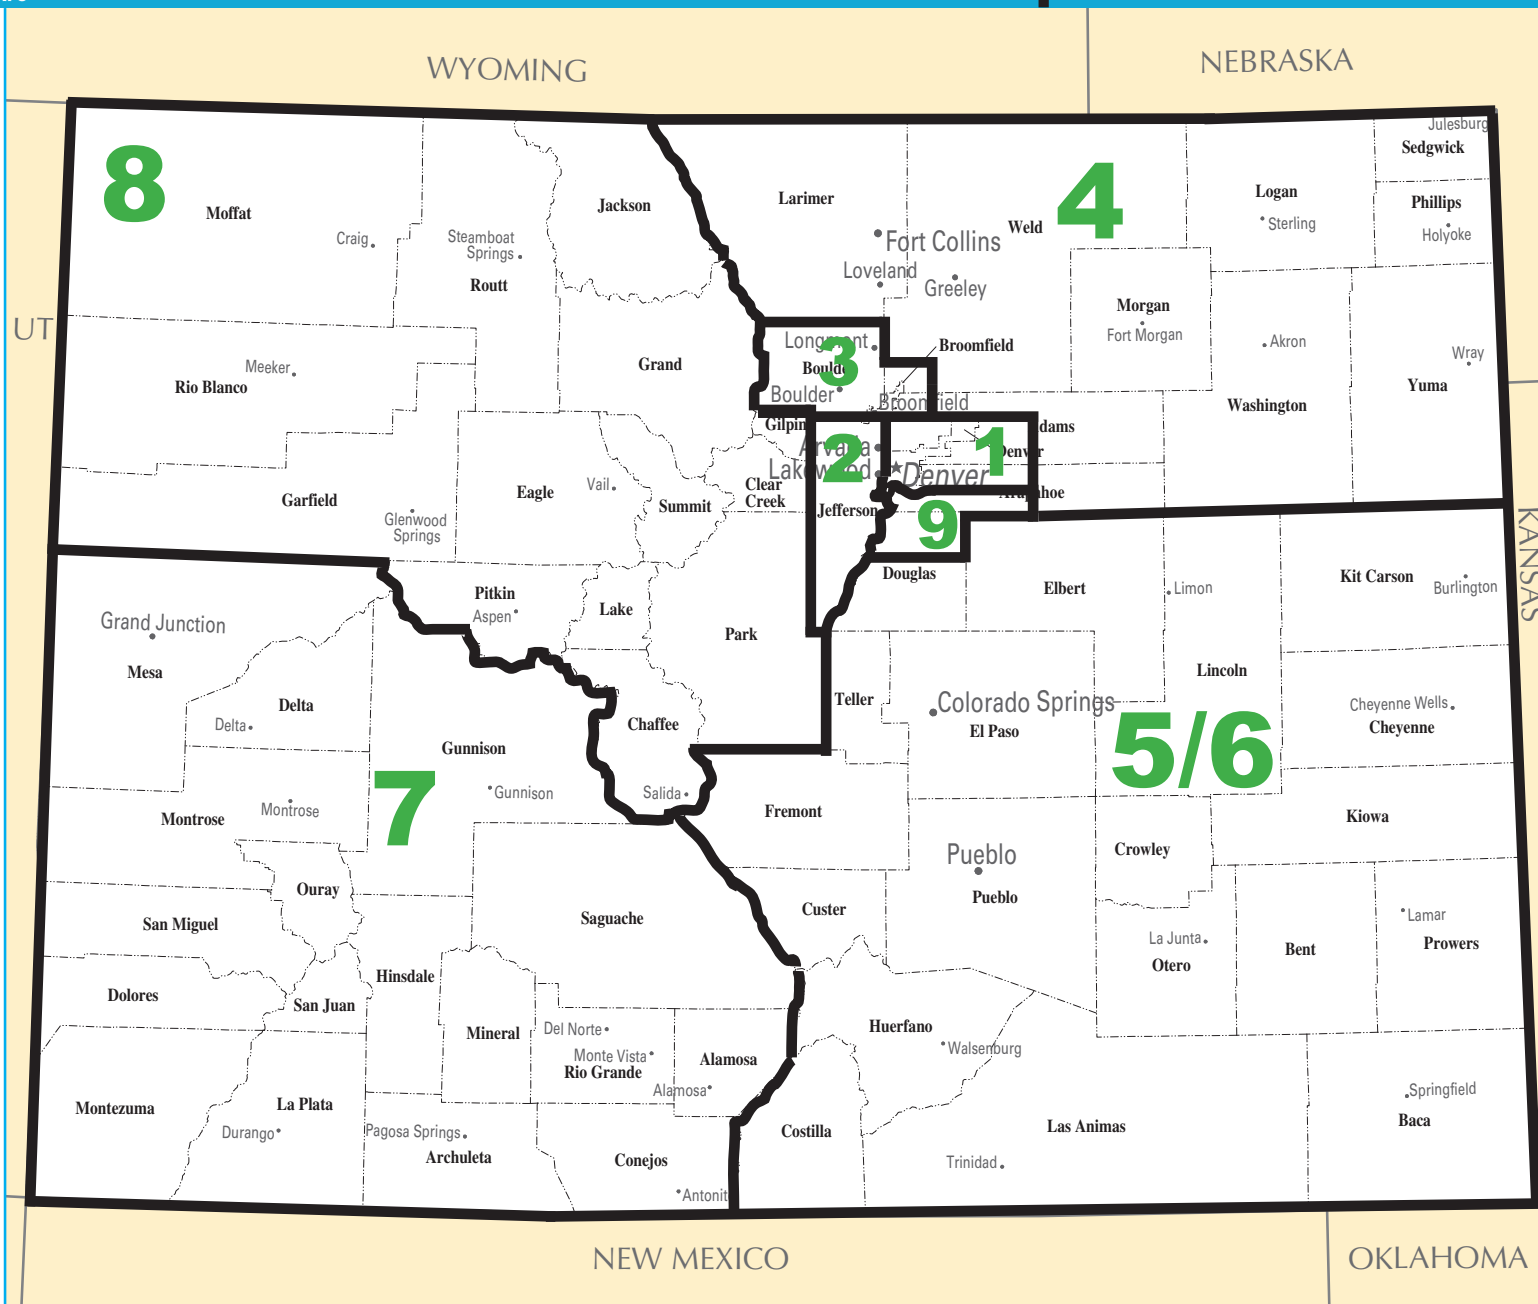 WYOMING
NEBRASKA
Julesburg
Sedgwick
8
4
Moffat
Jackson
Larimer
Logan
Phillips
Craig
Steamboat
Springs
Weld
Sterling
Holyoke
Fort Collins
Routt
Loveland
Greeley
Morgan
UT
Fort Morgan
Akron
Longmont
Broomfield
Wray
3
Meeker
Grand
Boulder
Rio Blanco
Yuma
Boulder
Broomfield
Washington
Gilpin
Adams
Arvada
2
1
Denver
Lakewood
Denver
Garfield
Eagle
Vail
Summit
Clear
Creek
Arapahoe
Jefferson
9
Glenwood
Springs
KANSAS
Douglas
Pitkin
Aspen
Lake
Elbert
Limon
Kit Carson
Burlington
Grand Junction
Mesa
Park
Lincoln
Delta
Delta
Teller
Colorado Springs
Cheyenne Wells
Chaffee
El Paso
Cheyenne
5/6
Gunnison
7
Gunnison
Salida
Montrose
Montrose
Fremont
Kiowa
Crowley
Pueblo
Ouray
Pueblo
San Miguel
Saguache
Custer
Lamar
La Junta
Prowers
Otero
Bent
Hinsdale
Dolores
San Juan
Mineral
Del Norte
Huerfano
Monte Vista
Rio Grande
Alamosa
Walsenburg
Alamosa
Springfield
Montezuma
La Plata
Baca
Durango
Pagosa Springs
Archuleta
Costilla
Las Animas
Conejos
Trinidad
Antonit
NEW MEXICO
OKLAHOMA